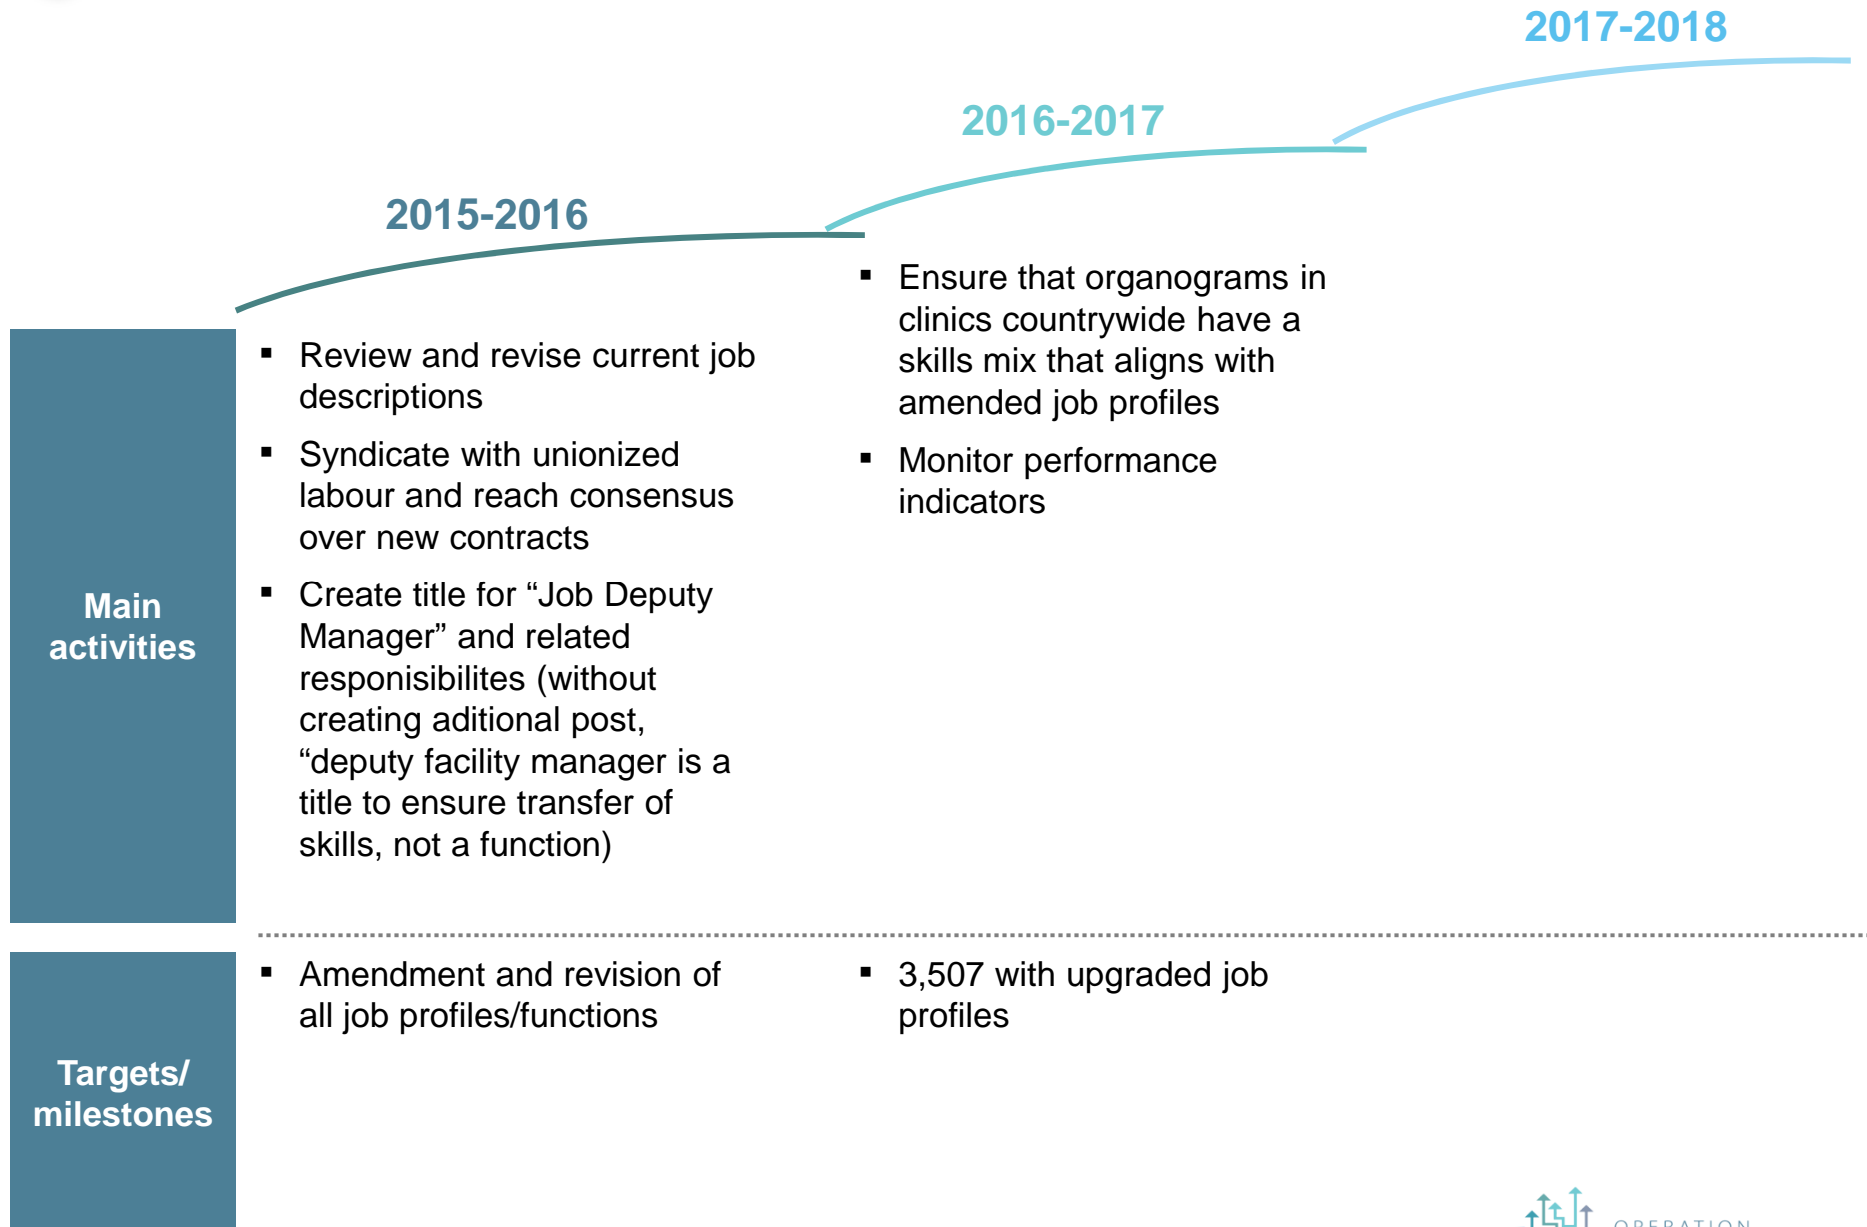 2017-2018
2016-2017
2015-2016
Main
activities
▪ Review and revise current job
descriptions
▪ Syndicate with unionized
labour and reach consensus
over new contracts
▪ Create title for “Job Deputy
Manager” and related
responisibilites (without
creating aditional post,
“deputy facility manager is a
title to ensure transfer of
skills, not a function)
▪ Ensure that organograms in
clinics countrywide have a
skills mix that aligns with
amended job profiles
▪ Monitor performance
indicators
Targets/
milestones
▪ Amendment and revision of
all job profiles/functions
▪ 3,507 with upgraded job
profiles
OPERATION